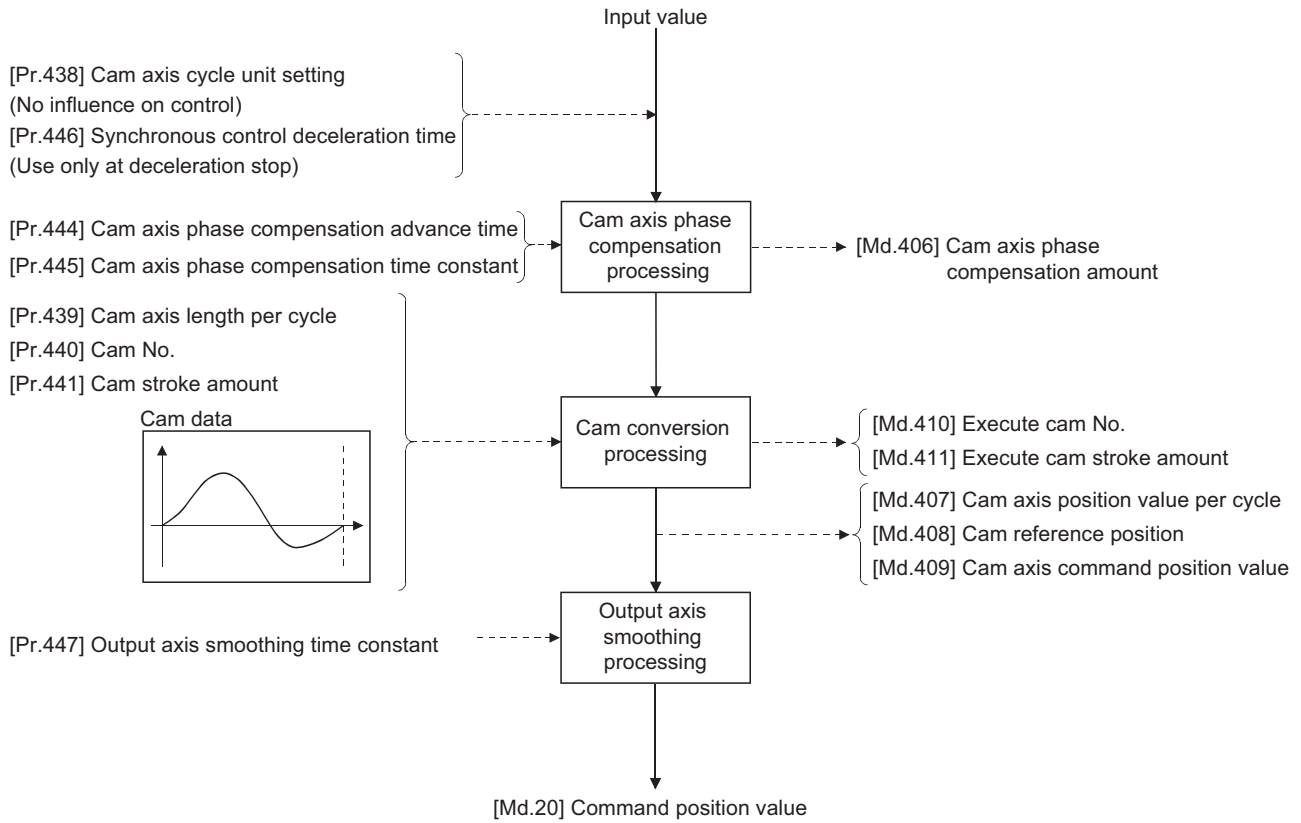 Input value
[Pr.438] Cam axis cycle unit setting
(No influence on control)
[Pr.446] Synchronous control deceleration time
(Use only at deceleration stop)
[Pr.444] Cam axis phase compensation advance time
[Pr.445] Cam axis phase compensation time constant
Cam axis phase
compensation
processing
[Md.406] Cam axis phase
compensation amount
[Pr.439] Cam axis length per cycle
[Pr.440] Cam No.
[Pr.441] Cam stroke amount
Cam data
Cam conversion
processing
[Md.410] Execute cam No.
[Md.411] Execute cam stroke amount
[Md.407] Cam axis position value per cycle
[Md.408] Cam reference position
[Md.409] Cam axis command position value
[Pr.447] Output axis smoothing time constant
Output axis
smoothing
processing
[Md.20] Command position value